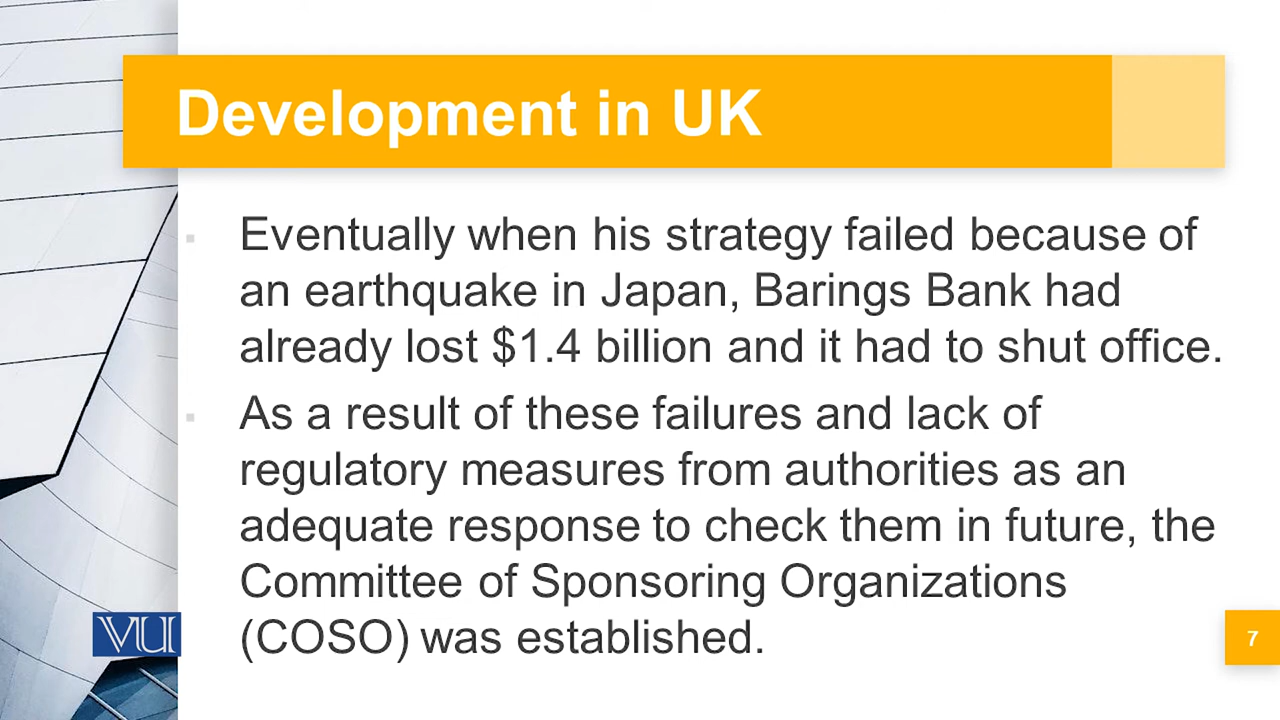 Development in UK
Eventually when his strategy failed because of
an earthquake in Japan, Barings Bank had
already lost $1.4 billion and it had to shut office.
As a result of these failures and lack of
regulatory measures from authorities as an
adequate response to check them in future, the
Committee of Sponsoring Organizations
(COSO) was established.
VU
7